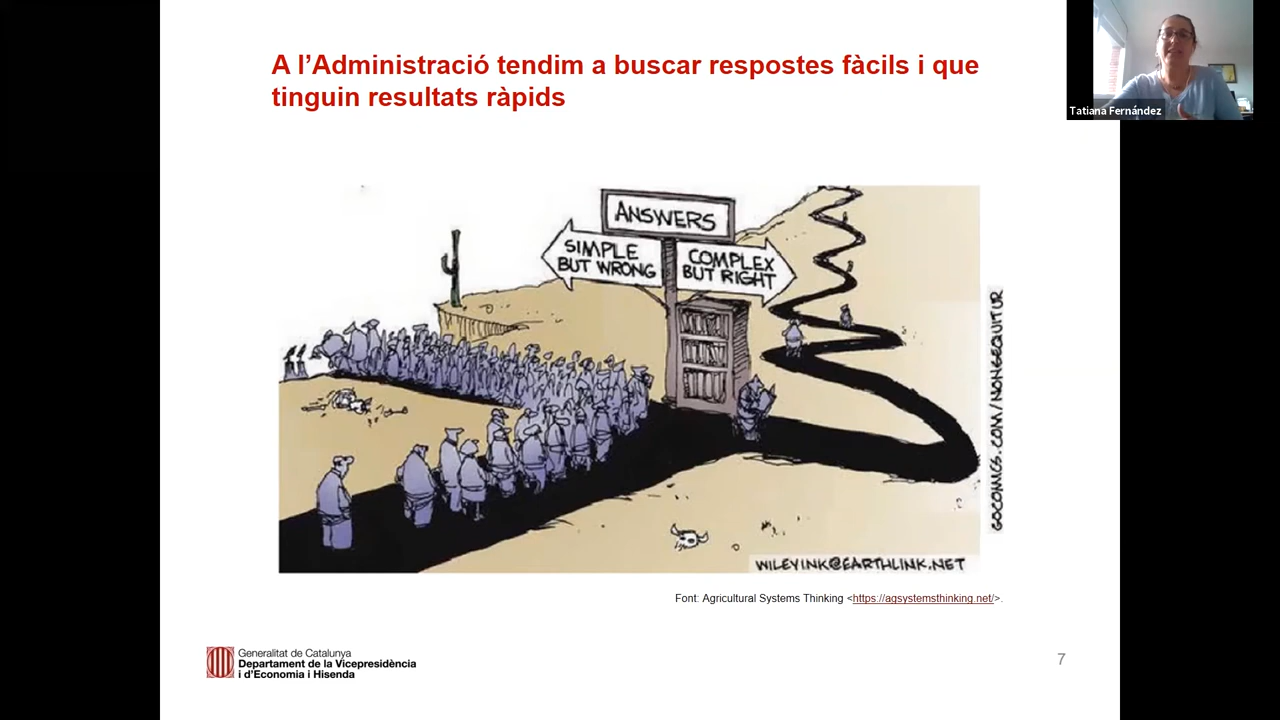 A l’Administració tendim a buscar respostes fàcils i que
tinguin resultats ràpids
Tatiana Fernández
ANSWERS
SIMPLE
BUT WRONG
COMPLEX
BUT RIGHT
GOCOMICS.COM/NONSEQUITUR
WILEYINK@EARTHLINK.NET
Font: Agricultural Systems Thinking <https://agsystemsthinking.net/>.
Generalitat de Catalunya
Departament de la Vicepresidència
i d’Economia i Hisenda
7